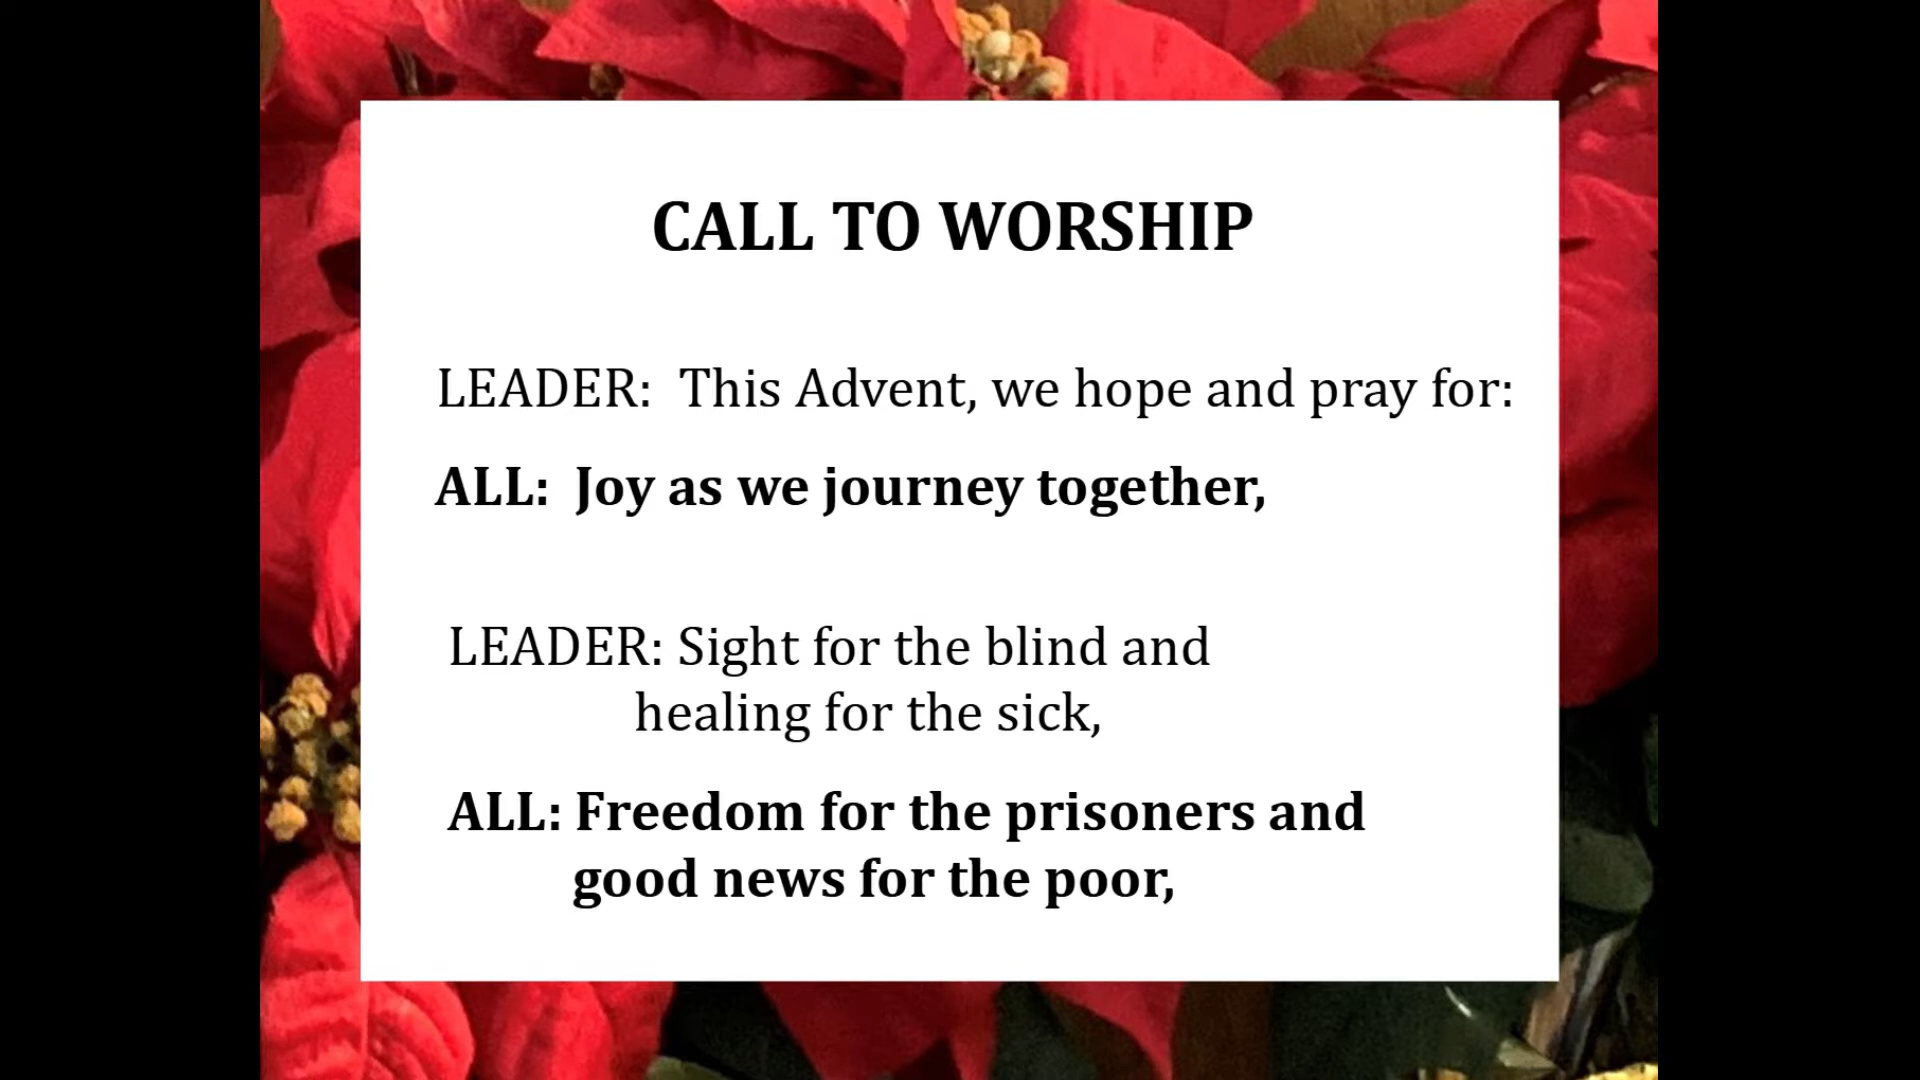 CALL TO WORSHIP
LEADER: This Advent, we hope and pray for:
ALL: Joy as we journey together,
LEADER: Sight for the blind and
healing for the sick,
ALL: Freedom for the prisoners and
good news for the poor,